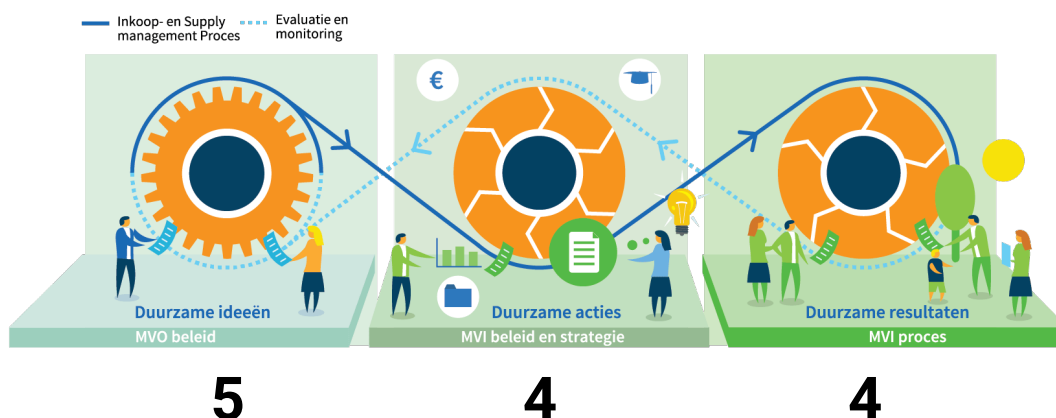 Inkoop- en Supply
management Proces
Evaluatie en
monitoring
€
Duurzame ideeën
MVO beleid
Duurzame acties
MVI beleid en strategie
Duurzame resultaten
MVI proces
5
4
4